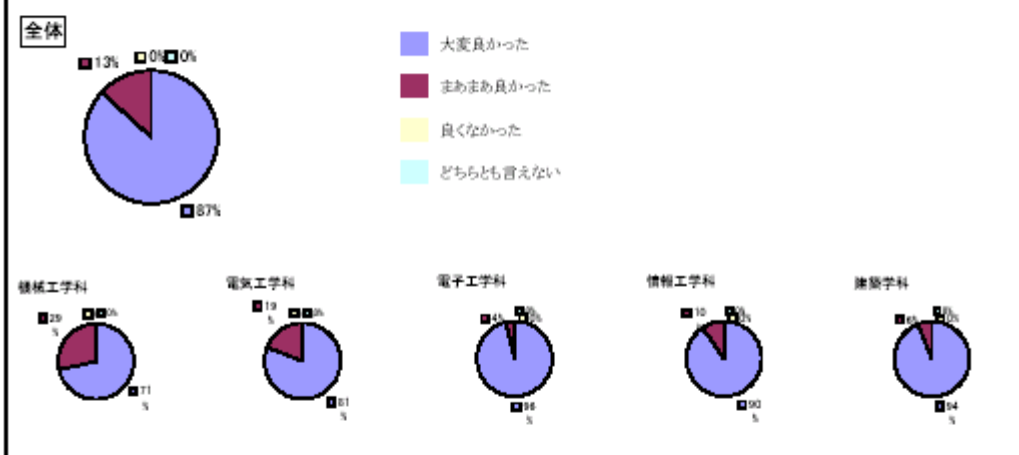 全体
13% 0% 0%
87%
大変良かった
まあまあ良かった
良くなかった
どちらとも言えない
機械工学科
29
%
0%
71
%
電気工学科
19
%
0%
81
%
電子工学科
4%
96
%
情報工学科
10
90
%
建築学科
6%
94
%